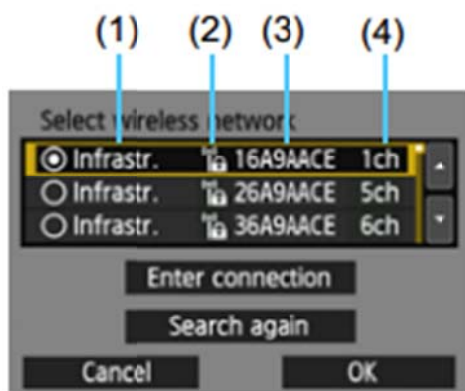 (1) (2) (3) (4)
Select wireless network
Infrastr. 16A9AACE 1ch
Infrastr. 26A9AACE 5ch
Infrastr. 36A9AACE 6ch
Enter connection
Search again
Cancel OK